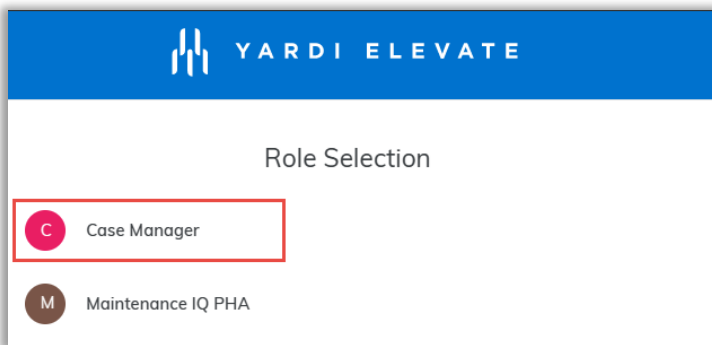 YARDI ELEVATE
Role Selection
C Case Manager
M Maintenance IQ PHA